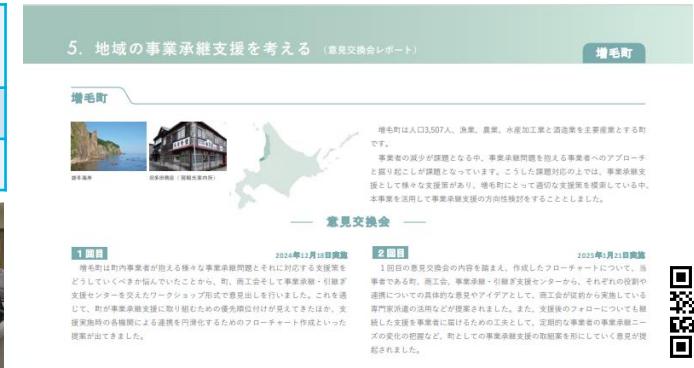 5. 地域の事業承継支援を考える （意見交換会レポート）
増毛町
増毛町
増毛町は人口3,507人、漁業、農業、水産加工業と酒造業を主要産業とする町
です。
事業者の減少が課題となる中、事業承継問題を抱える事業者へのアプローチ
と掘り起こしが課題となっています。こうした課題対応の上では、事業承継支
援として様々な支援策があり、増毛町にとって適切な支援策を模索している中、
本事業を活用して事業承継支援の方向性検討をすることとしました。
意見交換会
1回目
2024年12月18日実施
増毛町は町内事業者が抱える様々な事業承継問題とそれに対応する支援策を
どうしていくべきか悩んでいたことから、町、商工会そして事業承継・引継ぎ
支援センターを交えたワークショップ形式で意見出しを行いました。これを通
じて、町が事業承継支援に取り組むための優先順位付けが見えてきたほか、支
援実施時の各機関による連携を円滑化するためのフローチャート作成といった
提案が出てきました。
2回目
2025年1月21日実施
1回目の意見交換会の内容を踏まえ、作成したフローチャートについて、当
事者である町、商工会、事業承継・引継ぎ支援センターから、それぞれの役割や
連携についての具体的な意見やアイデアとして、商工会が従前から実施している
専門家派遣の活用などが提案されました。また、支援後のフォローについても継
続した支援を事業者に届けるための工夫として、定期的な事業者の事業承継ニー
ズの変化の把握など、町としての事業承継支援の取組案を形にしていく意見が提
起されました。